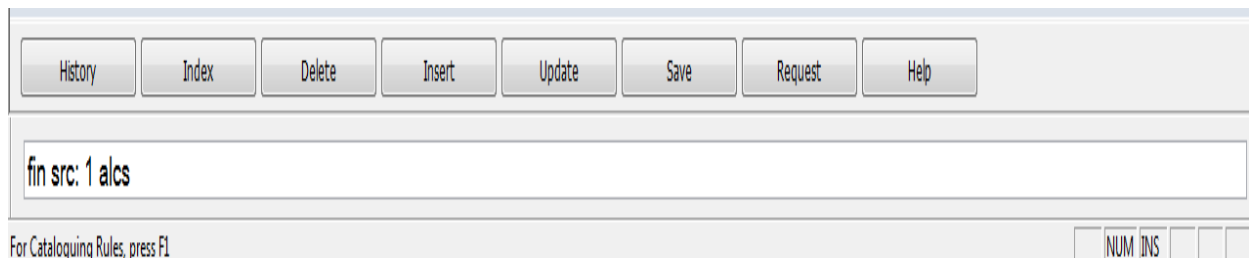 History Index Delete Insert Update Save Request Help
fin src: 1 alcs
For Cataloguing Rules, press F1 NUM INS